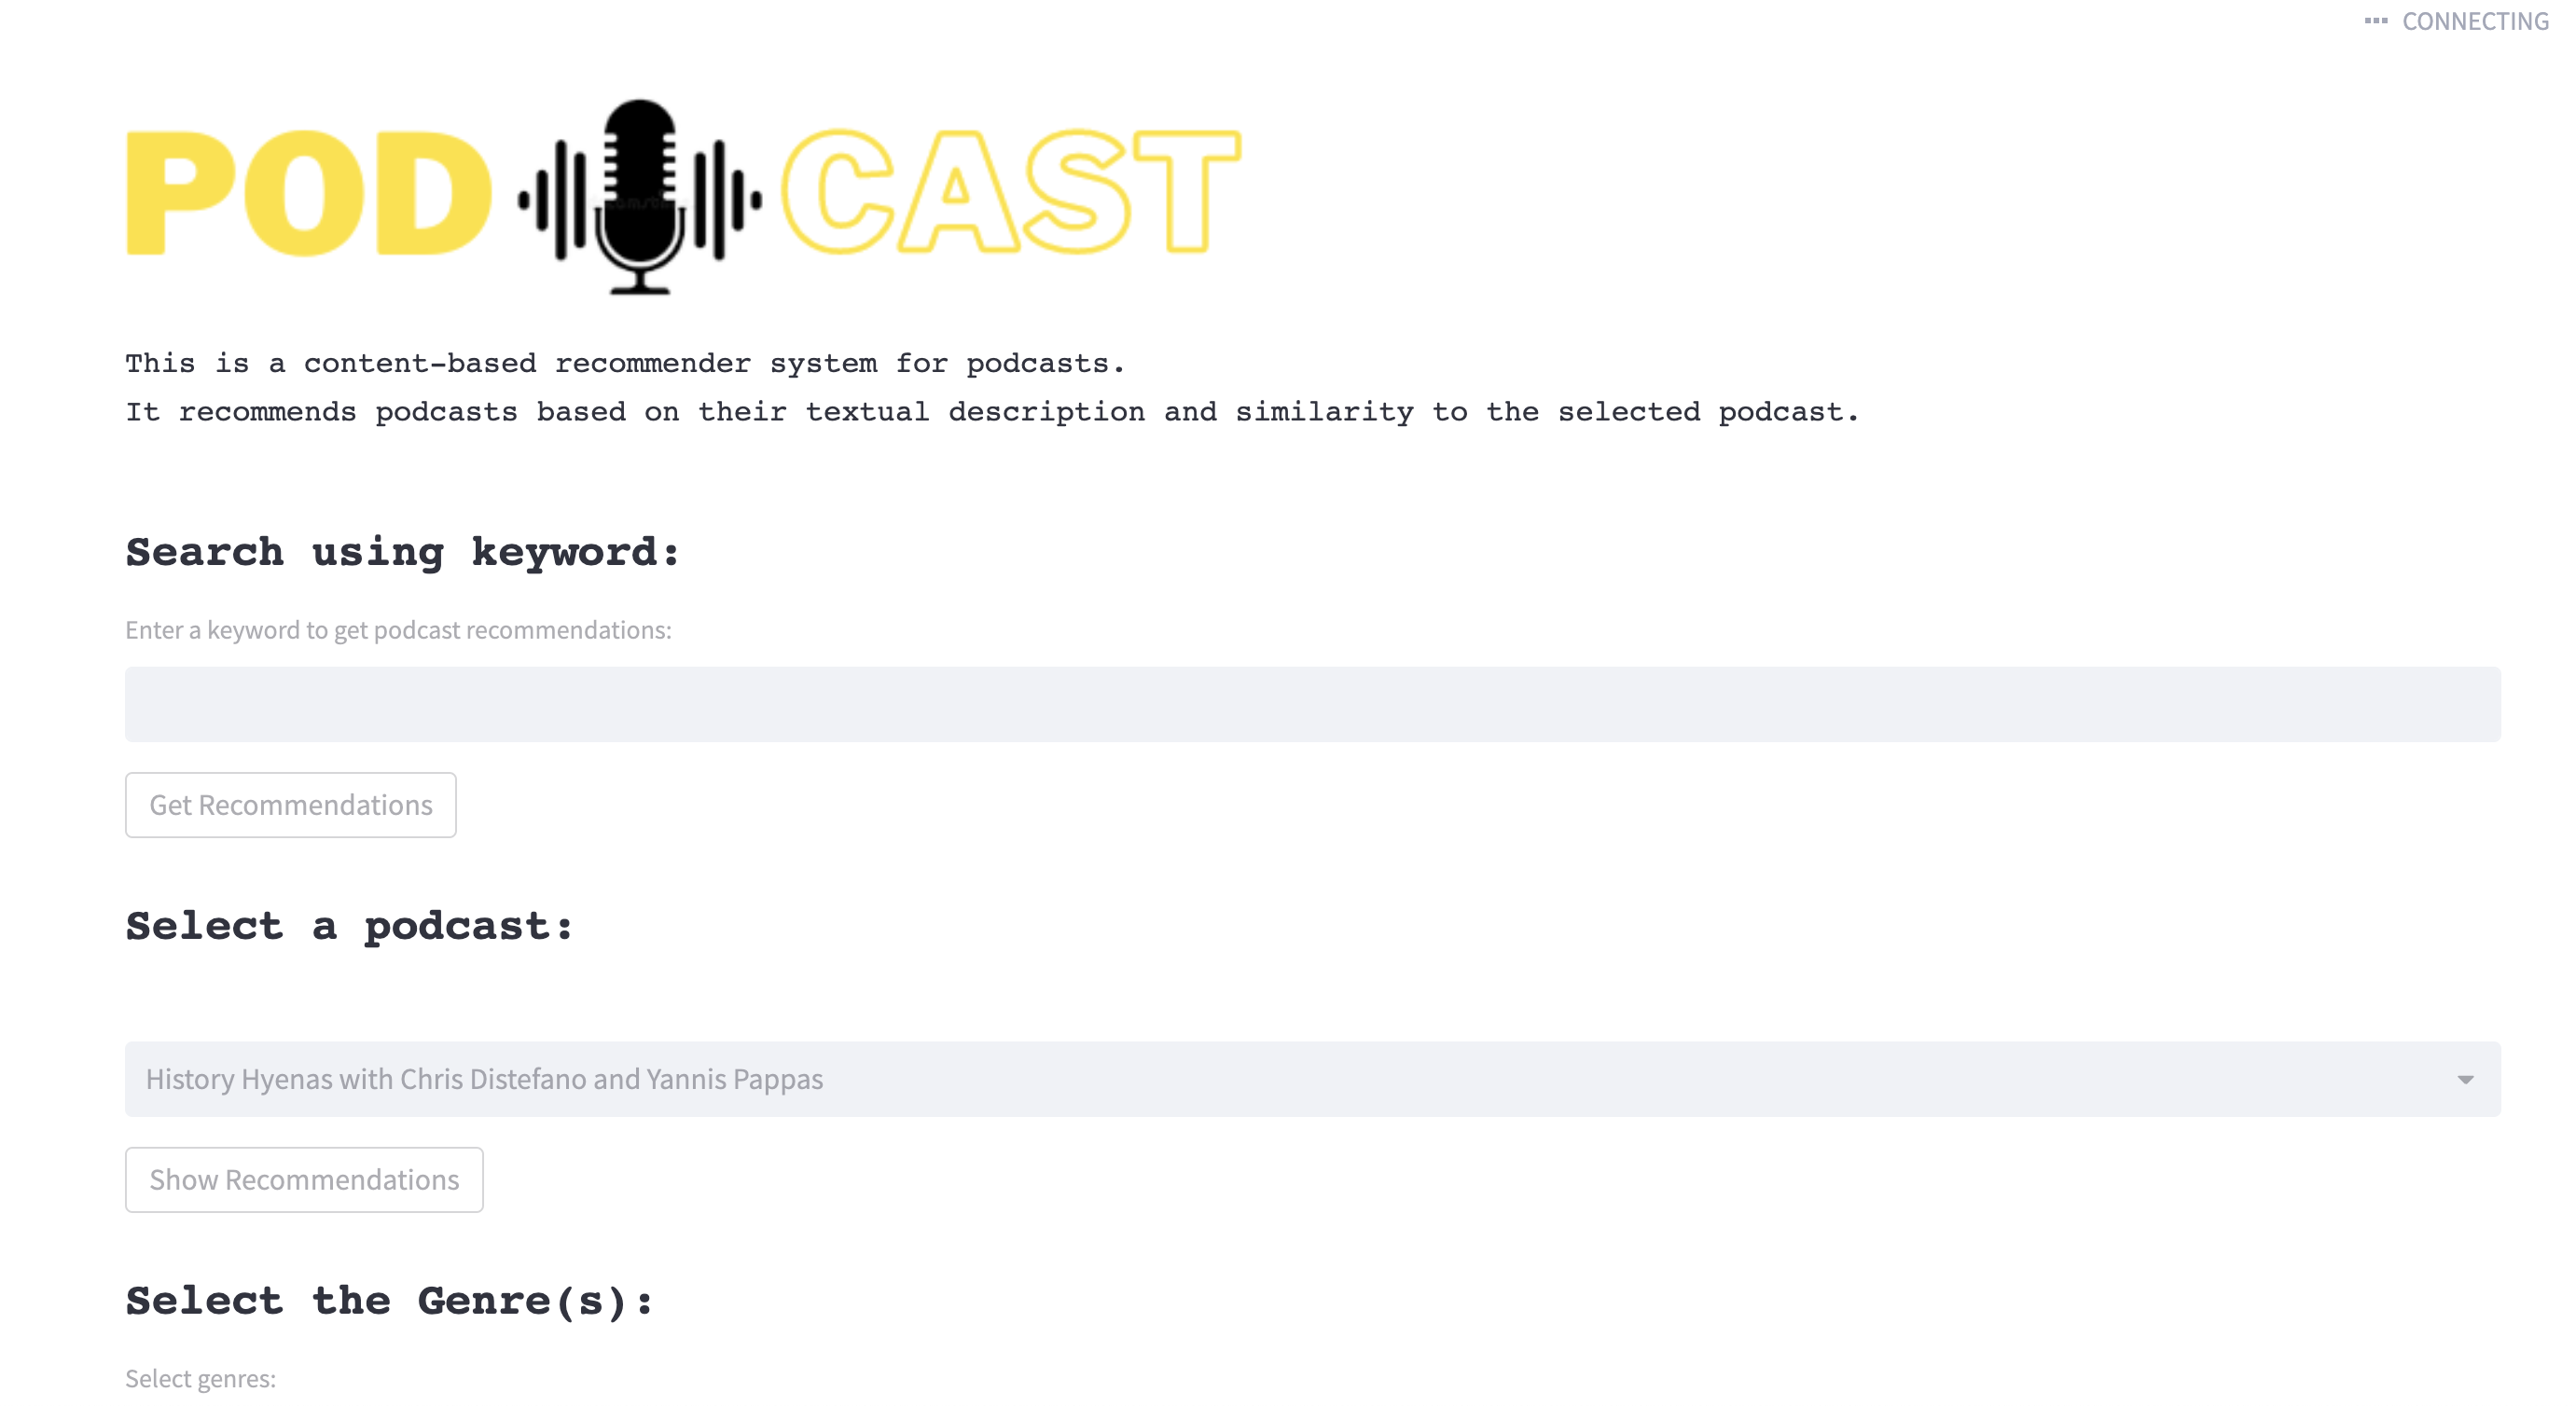 CONNECTING
POD CAST
This is a content-based recommender system for podcasts.
It recommends podcasts based on their textual description and similarity to the selected podcast.
Search using keyword:
Enter a keyword to get podcast recommendations:
Get Recommendations
Select a podcast:
History Hyenas with Chris Distefano and Yannis Pappas
Show Recommendations
Select the Genre(s):
Select genres: